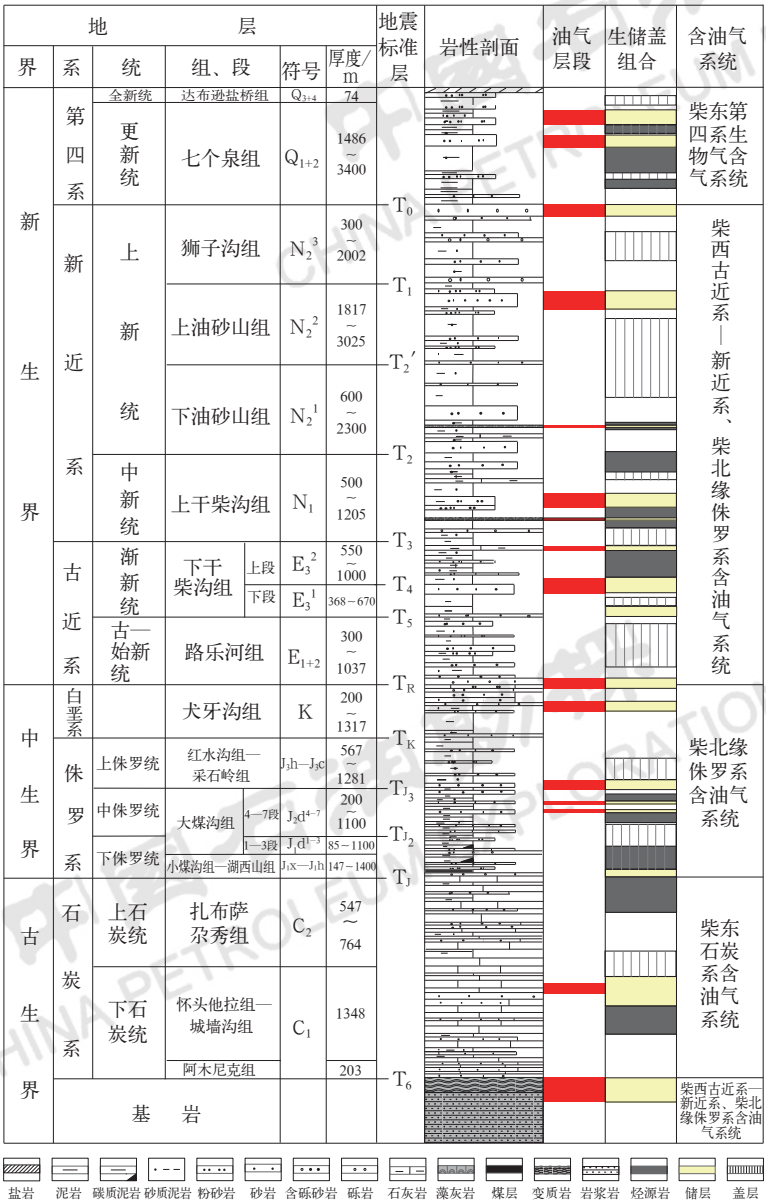 地 层
地震标准层
岩性剖面
油气层段
生储盖组合
含油气系统
界 系 统 组、段 符号 厚度/m
新生界
第四系
全新统 达布逊盐桥组 Q₃₊₄ 74
更新统 七个泉组 Q₁₊₂ 1486～3400
柴东第四系生物气含气系统
T₀
新近系
上新统
狮子沟组 N₂³ 300～2002
T₁
上油砂山组 N₂² 1817～3025
T₂′
下油砂山组 N₂¹ 600～2300
T₂
中新统 上干柴沟组 N₁ 500～1205
T₃
柴西古近系—新近系、柴北缘侏罗系含油气系统
古近系
渐新统 下干柴沟组
上段 E₃² 550～1000
T₄
下段 E₃¹ 368~670
T₅
古—始新统 路乐河组 E₁₊₂ 300～1037
T_R
中生界
白垩系 犬牙沟组 K 200～1317
T_K
侏罗系
上侏罗统 红水沟组—采石岭组 J₃h—J₃c 567～1281
T_J₃
中侏罗统 大煤沟组 4—7段 J₂d⁴⁻⁷ 200～1100
T_J₂
下侏罗统 1—3段 J₁d¹⁻³ 85~1100
小煤沟组—湖西山组 J₁x—J₁h 147~1400
T_J
柴北缘侏罗系含油气系统
古生界
石炭系
上石炭统 扎布萨尕秀组 C₂ 547～764
下石炭统 怀头他拉组—城墙沟组 C₁ 1348
阿木尼克组 203
T₆
柴东石炭系含油气系统
基 岩
柴西古近系—新近系、柴北缘侏罗系含油气系统
盐岩 泥岩 碳质泥岩 砂质泥岩 粉砂岩 砂岩 含砾砂岩 砾岩 石灰岩 藻灰岩 煤层 变质岩 岩浆岩 烃源岩 储层 盖层
中国石油勘探
CHINA PETROLEUM EXPLORATION